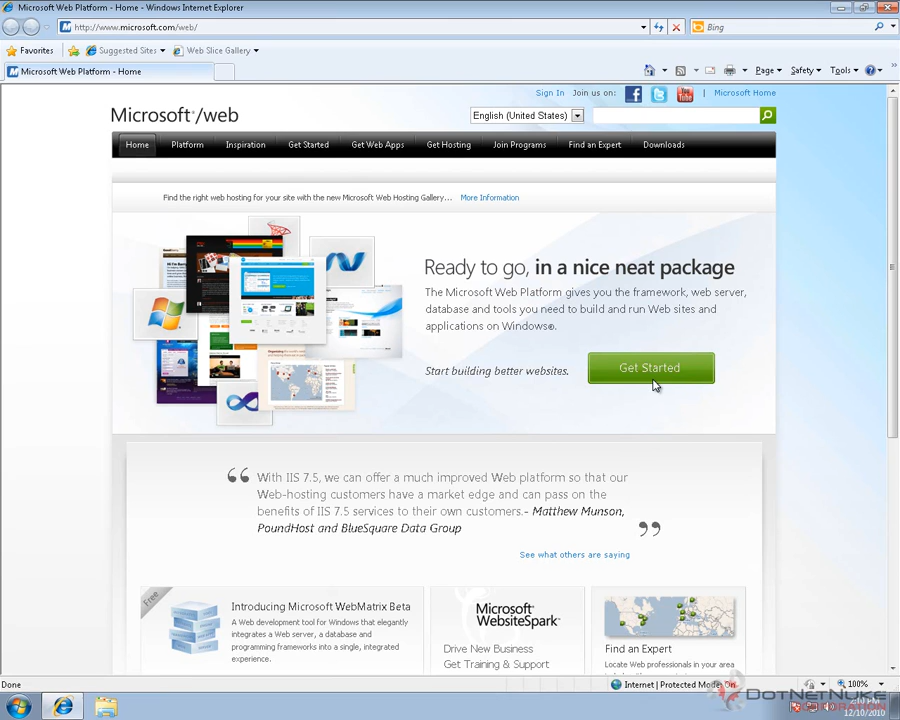 Microsoft Web Platform - Home - Windows Internet Explorer
http://www.microsoft.com/web/
Bing
Favorites Suggested Sites Web Slice Gallery
Microsoft Web Platform - Home
Page Safety Tools
Sign In Join us on: | Microsoft Home
Microsoft®/web
English (United States)
Home Platform Inspiration Get Started Get Web Apps Get Hosting Join Programs Find an Expert Downloads
Find the right web hosting for your site with the new Microsoft Web Hosting Gallery... More Information
Ready to go, in a nice neat package
The Microsoft Web Platform gives you the framework, web server,
database and tools you need to build and run Web sites and
applications on Windows®.
Start building better websites. Get Started
“ With IIS 7.5, we can offer a much improved Web platform so that our
Web-hosting customers have a market edge and can pass on the
benefits of IIS 7.5 services to their own customers.- Matthew Munson,
PoundHost and BlueSquare Data Group ”
See what others are saying
Free
Introducing Microsoft WebMatrix Beta
A Web development tool for Windows that elegantly
integrates a Web server, a database and
programming frameworks into a single, integrated
experience.
Microsoft®
WebsiteSpark™
Drive New Business
Get Training & Support
Find an Expert
Locate Web professionals in your area
Done
Internet | Protected Mode: On
100%
DotNetNuke
12/10/2010